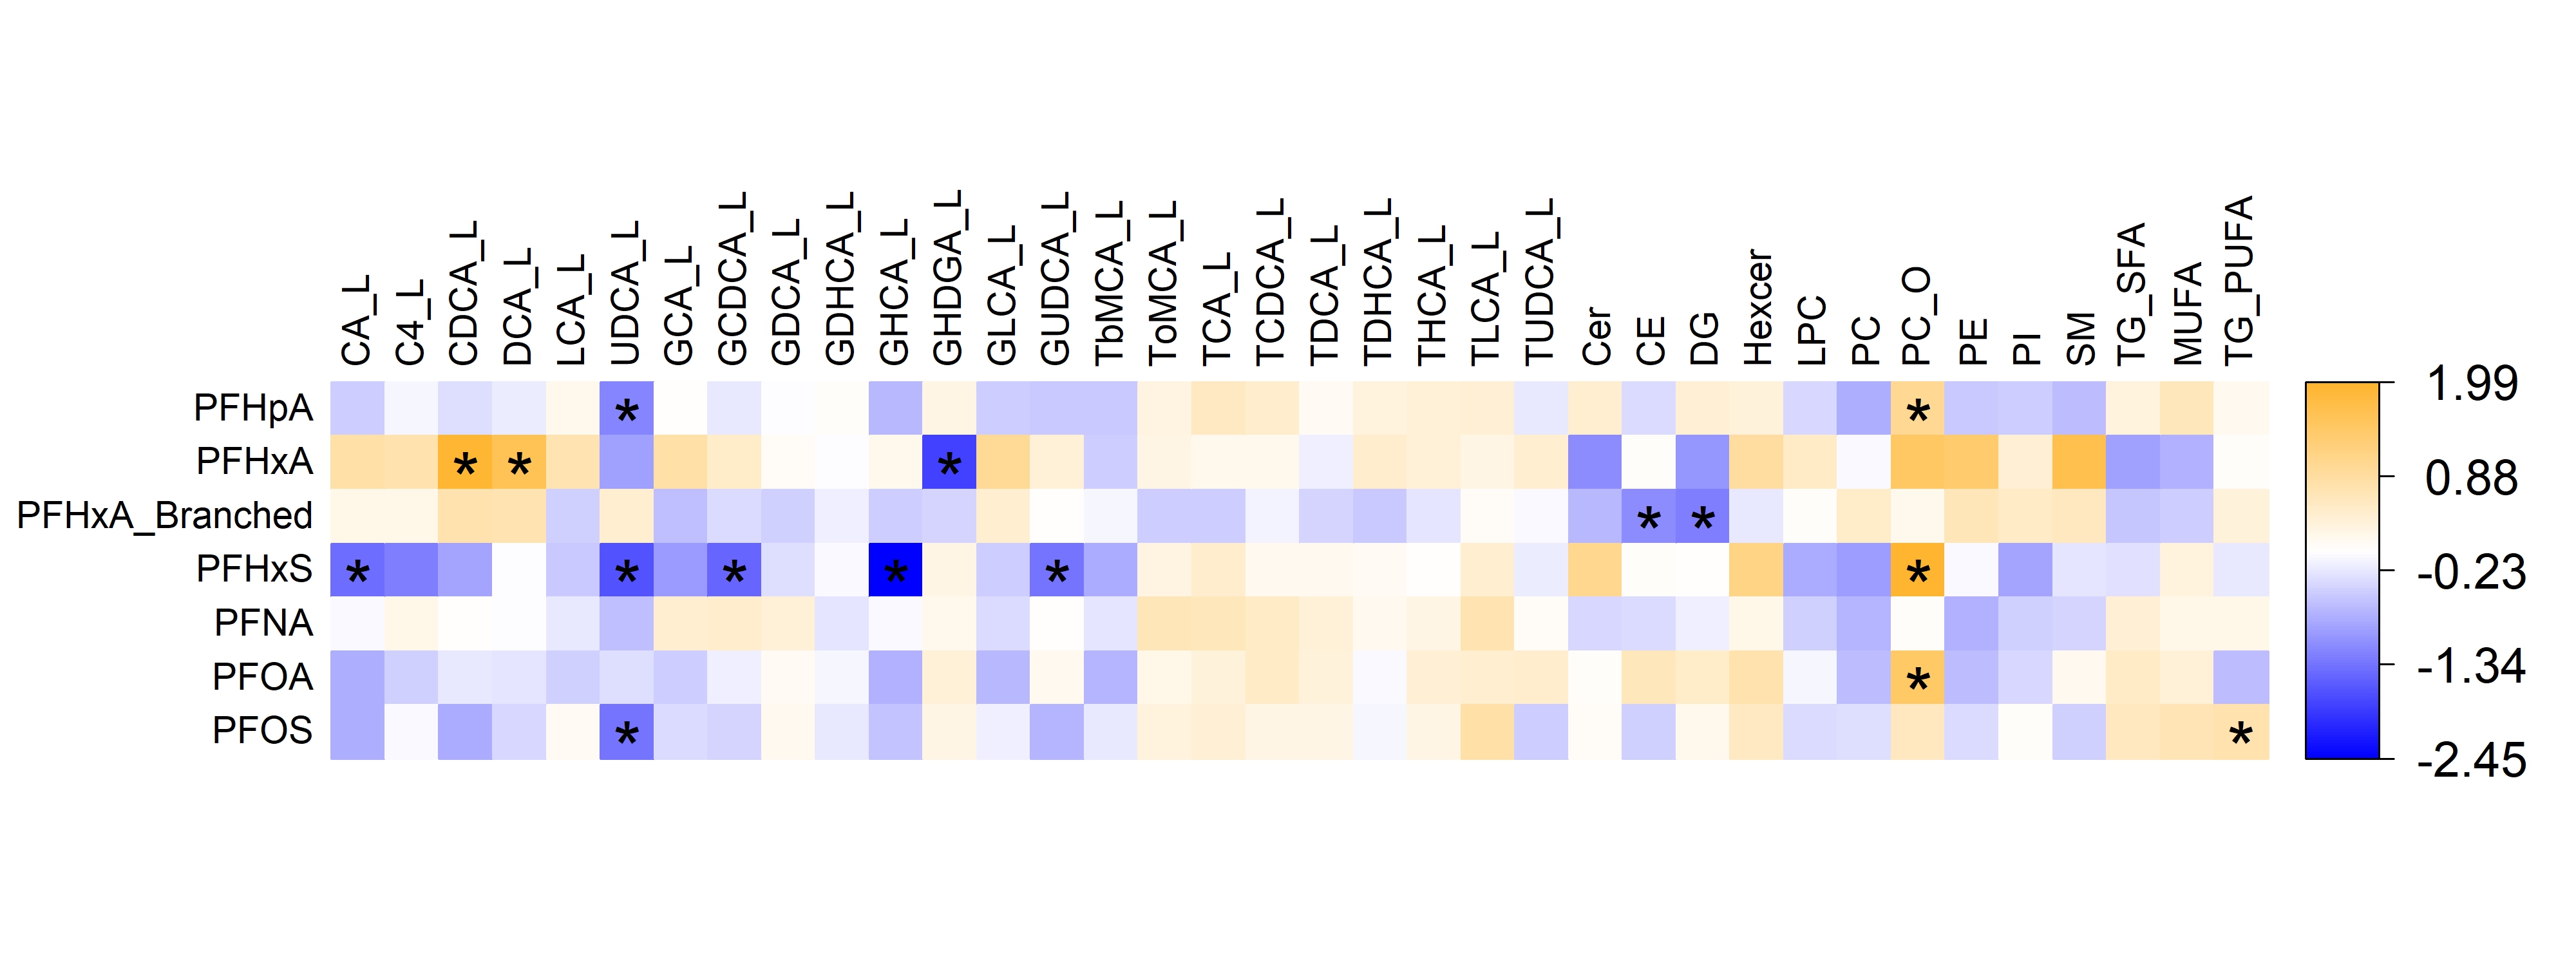 CA_L
C4_L
CDCA_L
DCA_L
LCA_L
UDCA_L
GCA_L
GCDCA_L
GDCA_L
GDHCA_L
GHCA_L
GHDGA_L
GLCA_L
GUDCA_L
TbMCA_L
ToMCA_L
TCA_L
TCDCA_L
TDCA_L
TDHCA_L
THCA_L
TLCA_L
TUDCA_L
Cer
CE
DG
Hexcer
LPC
PC
PC_O
PE
PI
SM
TG_SFA
MUFA
TG_PUFA
PFHpA * *
PFHxA * * *
PFHxA_Branched * *
PFHxS * * * * * *
PFNA
PFOA *
PFOS * *
1.99
0.88
-0.23
-1.34
-2.45